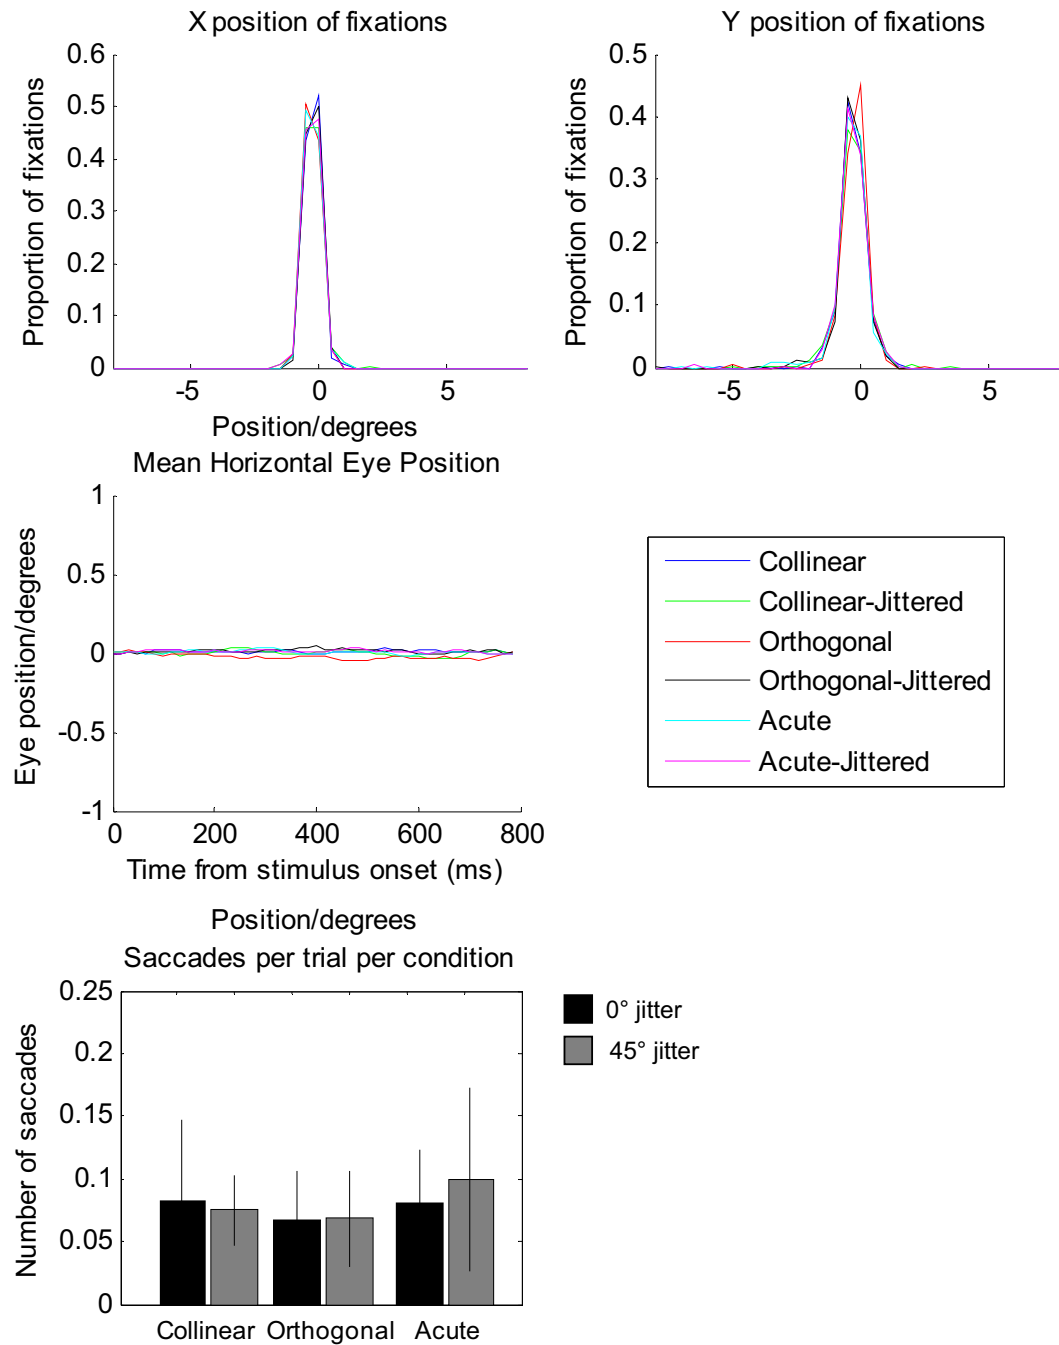 X position of fixations
Proportion of fixations
0.6
0.5
0.4
0.3
0.2
0.1
0
-5
0
5
Position/degrees
Y position of fixations
Proportion of fixations
0.5
0.4
0.3
0.2
0.1
0
-5
0
5
Mean Horizontal Eye Position
Eye position/degrees
1
0.5
0
-0.5
-1
0
200
400
600
800
Time from stimulus onset (ms)
Collinear
Collinear-Jittered
Orthogonal
Orthogonal-Jittered
Acute
Acute-Jittered
Position/degrees
Saccades per trial per condition
Number of saccades
0.25
0.2
0.15
0.1
0.05
0
Collinear
Orthogonal
Acute
0° jitter
45° jitter